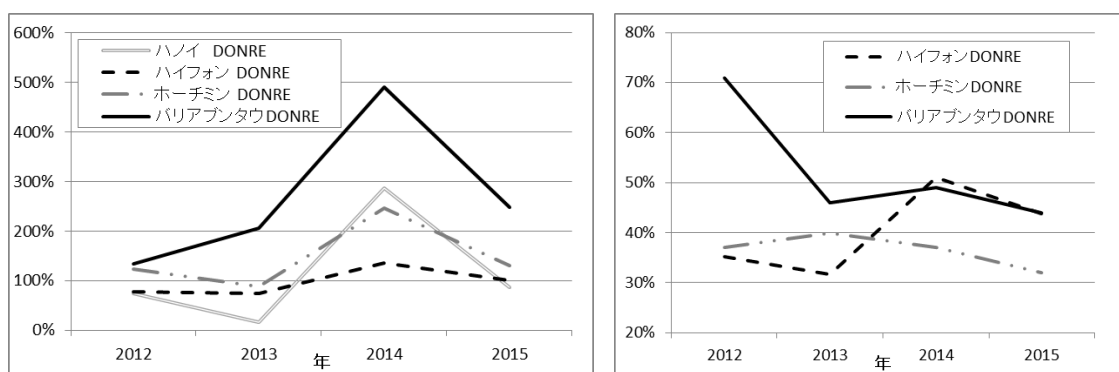 600%
500%
400%
300%
200%
100%
0%
ハノイ DONRE
ハイフォン DONRE
ホーチミン DONRE
バリアブンタウDONRE
2012 2013 2014 2015
年
80%
70%
60%
50%
40%
30%
20%
ハイフォンDONRE
ホーチミンDONRE
バリアブンタウDONRE
2012 2013 2014 2015
年